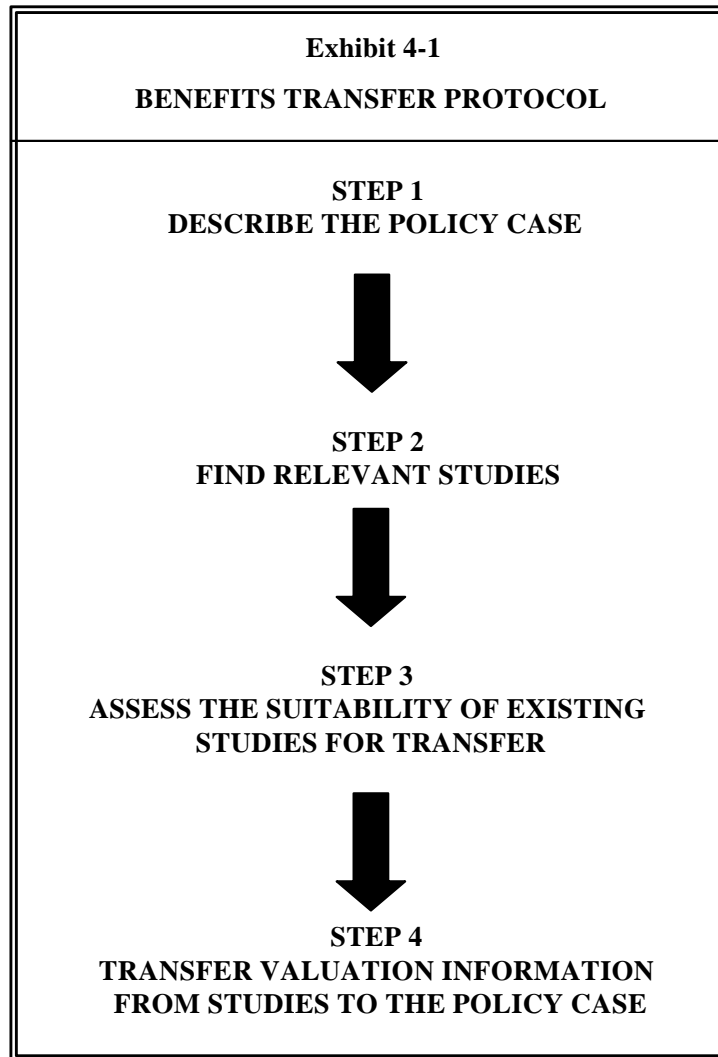 Exhibit 4-1
BENEFITS TRANSFER PROTOCOL
STEP 1
DESCRIBE THE POLICY CASE
STEP 2
FIND RELEVANT STUDIES
STEP 3
ASSESS THE SUITABILITY OF EXISTING
STUDIES FOR TRANSFER
STEP 4
TRANSFER VALUATION INFORMATION
FROM STUDIES TO THE POLICY CASE